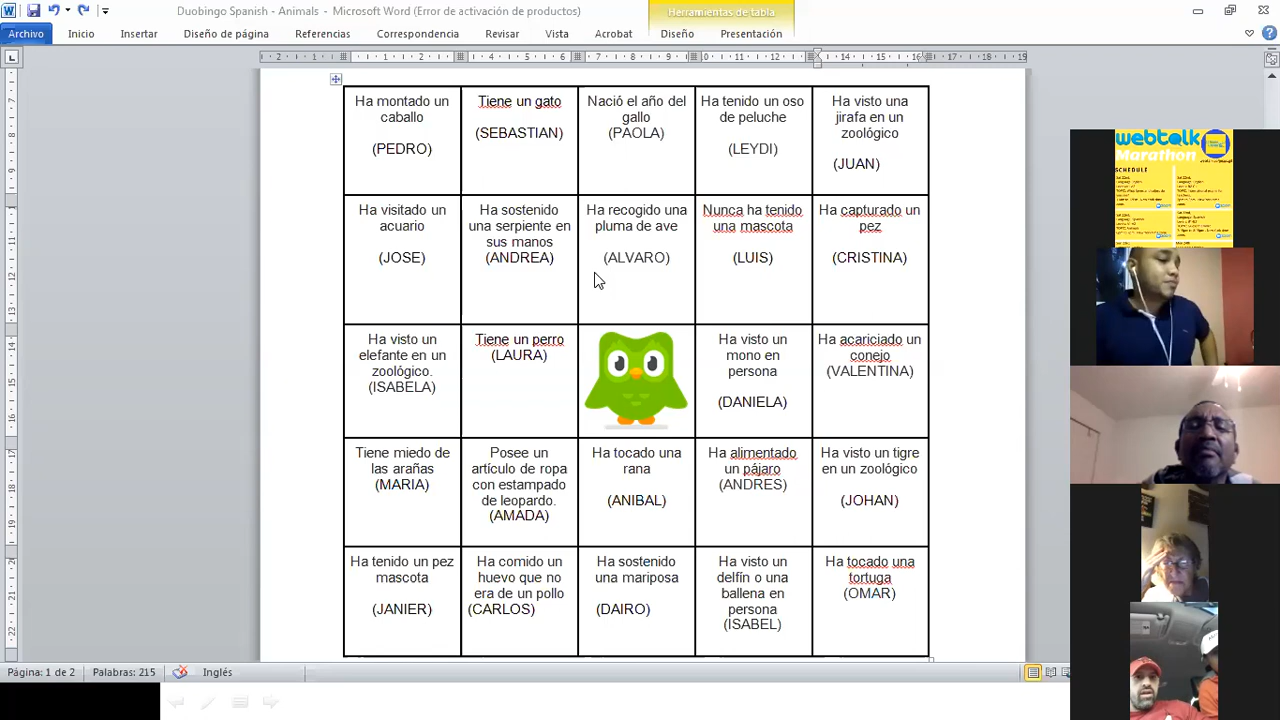 Duobingo Spanish - Animals - Microsoft Word (Error de activación de productos)
Herramientas de tabla
Archivo Inicio Insertar Diseño de página Referencias Correspondencia Revisar Vista Acrobat Diseño Presentación
Ha montado un
caballo
(PEDRO)
Tiene un gato
(SEBASTIAN)
Nació el año del
gallo
(PAOLA)
Ha tenido un oso
de peluche
(LEYDI)
Ha visto una
jirafa en un
zoológico
(JUAN)
Ha visitado un
acuario.
(JOSE)
Ha sostenido
una serpiente en
sus manos
(ANDREA)
Ha recogido una
pluma de ave
(ALVARO)
Nunca ha tenido
una mascota
(LUIS)
Ha capturado un
pez
(CRISTINA)
Ha visto un
elefante en un
zoológico.
(ISABELA)
Tiene un perro
(LAURA)
Ha visto un
mono en
persona
(DANIELA)
Ha acariciado un
conejo
(VALENTINA)
Tiene miedo de
las arañas
(MARIA)
Posee un
artículo de ropa
con estampado
de leopardo.
(AMADA)
Ha tocado una
rana
(ANIBAL)
Ha alimentado
un pájaro
(ANDRES)
Ha visto un tigre
en un zoológico
(JOHAN)
Ha tenido un pez
mascota
(JANIER)
Ha comido un
huevo que no
era de un pollo
(CARLOS)
Ha sostenido
una mariposa
(DAIRO)
Ha visto un
delfín o una
ballena en
persona
(ISABEL)
Ha tocado una
tortuga
(OMAR)
Página: 1 de 2 Palabras: 215 Inglés
webtalk
Marathon
SCHEDULE